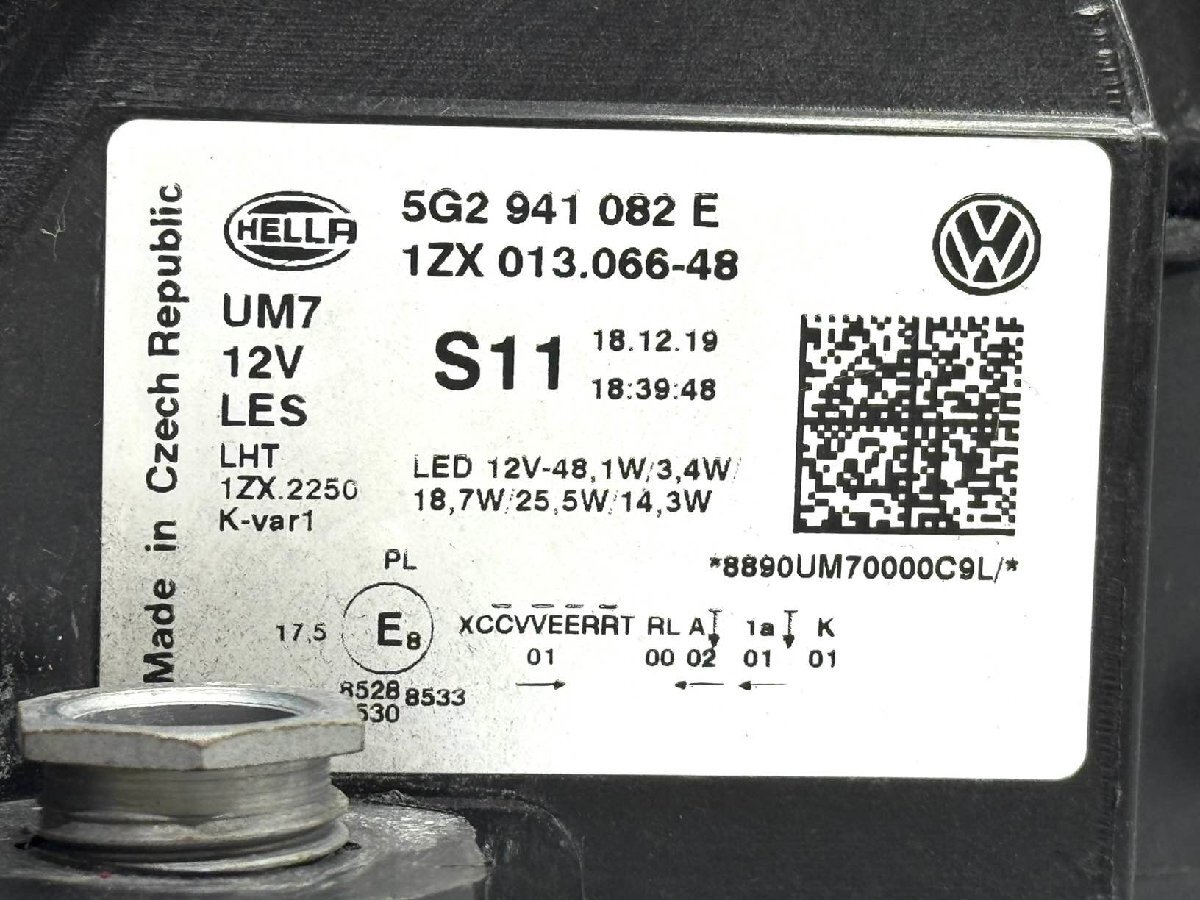 Made in Czech Republic
HELLA
5G2 941 082 E
1ZX 013.066-48
UM7
12V
LES
S11
18.12.19
18:39:48
LHT
1ZX.2250
K-var1
LED 12V-48,1W/3,4W/
18,7W/25,5W/14,3W
*8890UM70000C9L/*
PL
17,5
E8
XCCVVEERRT RL A 1a K
01 00 02 01 01
8528 8533
530